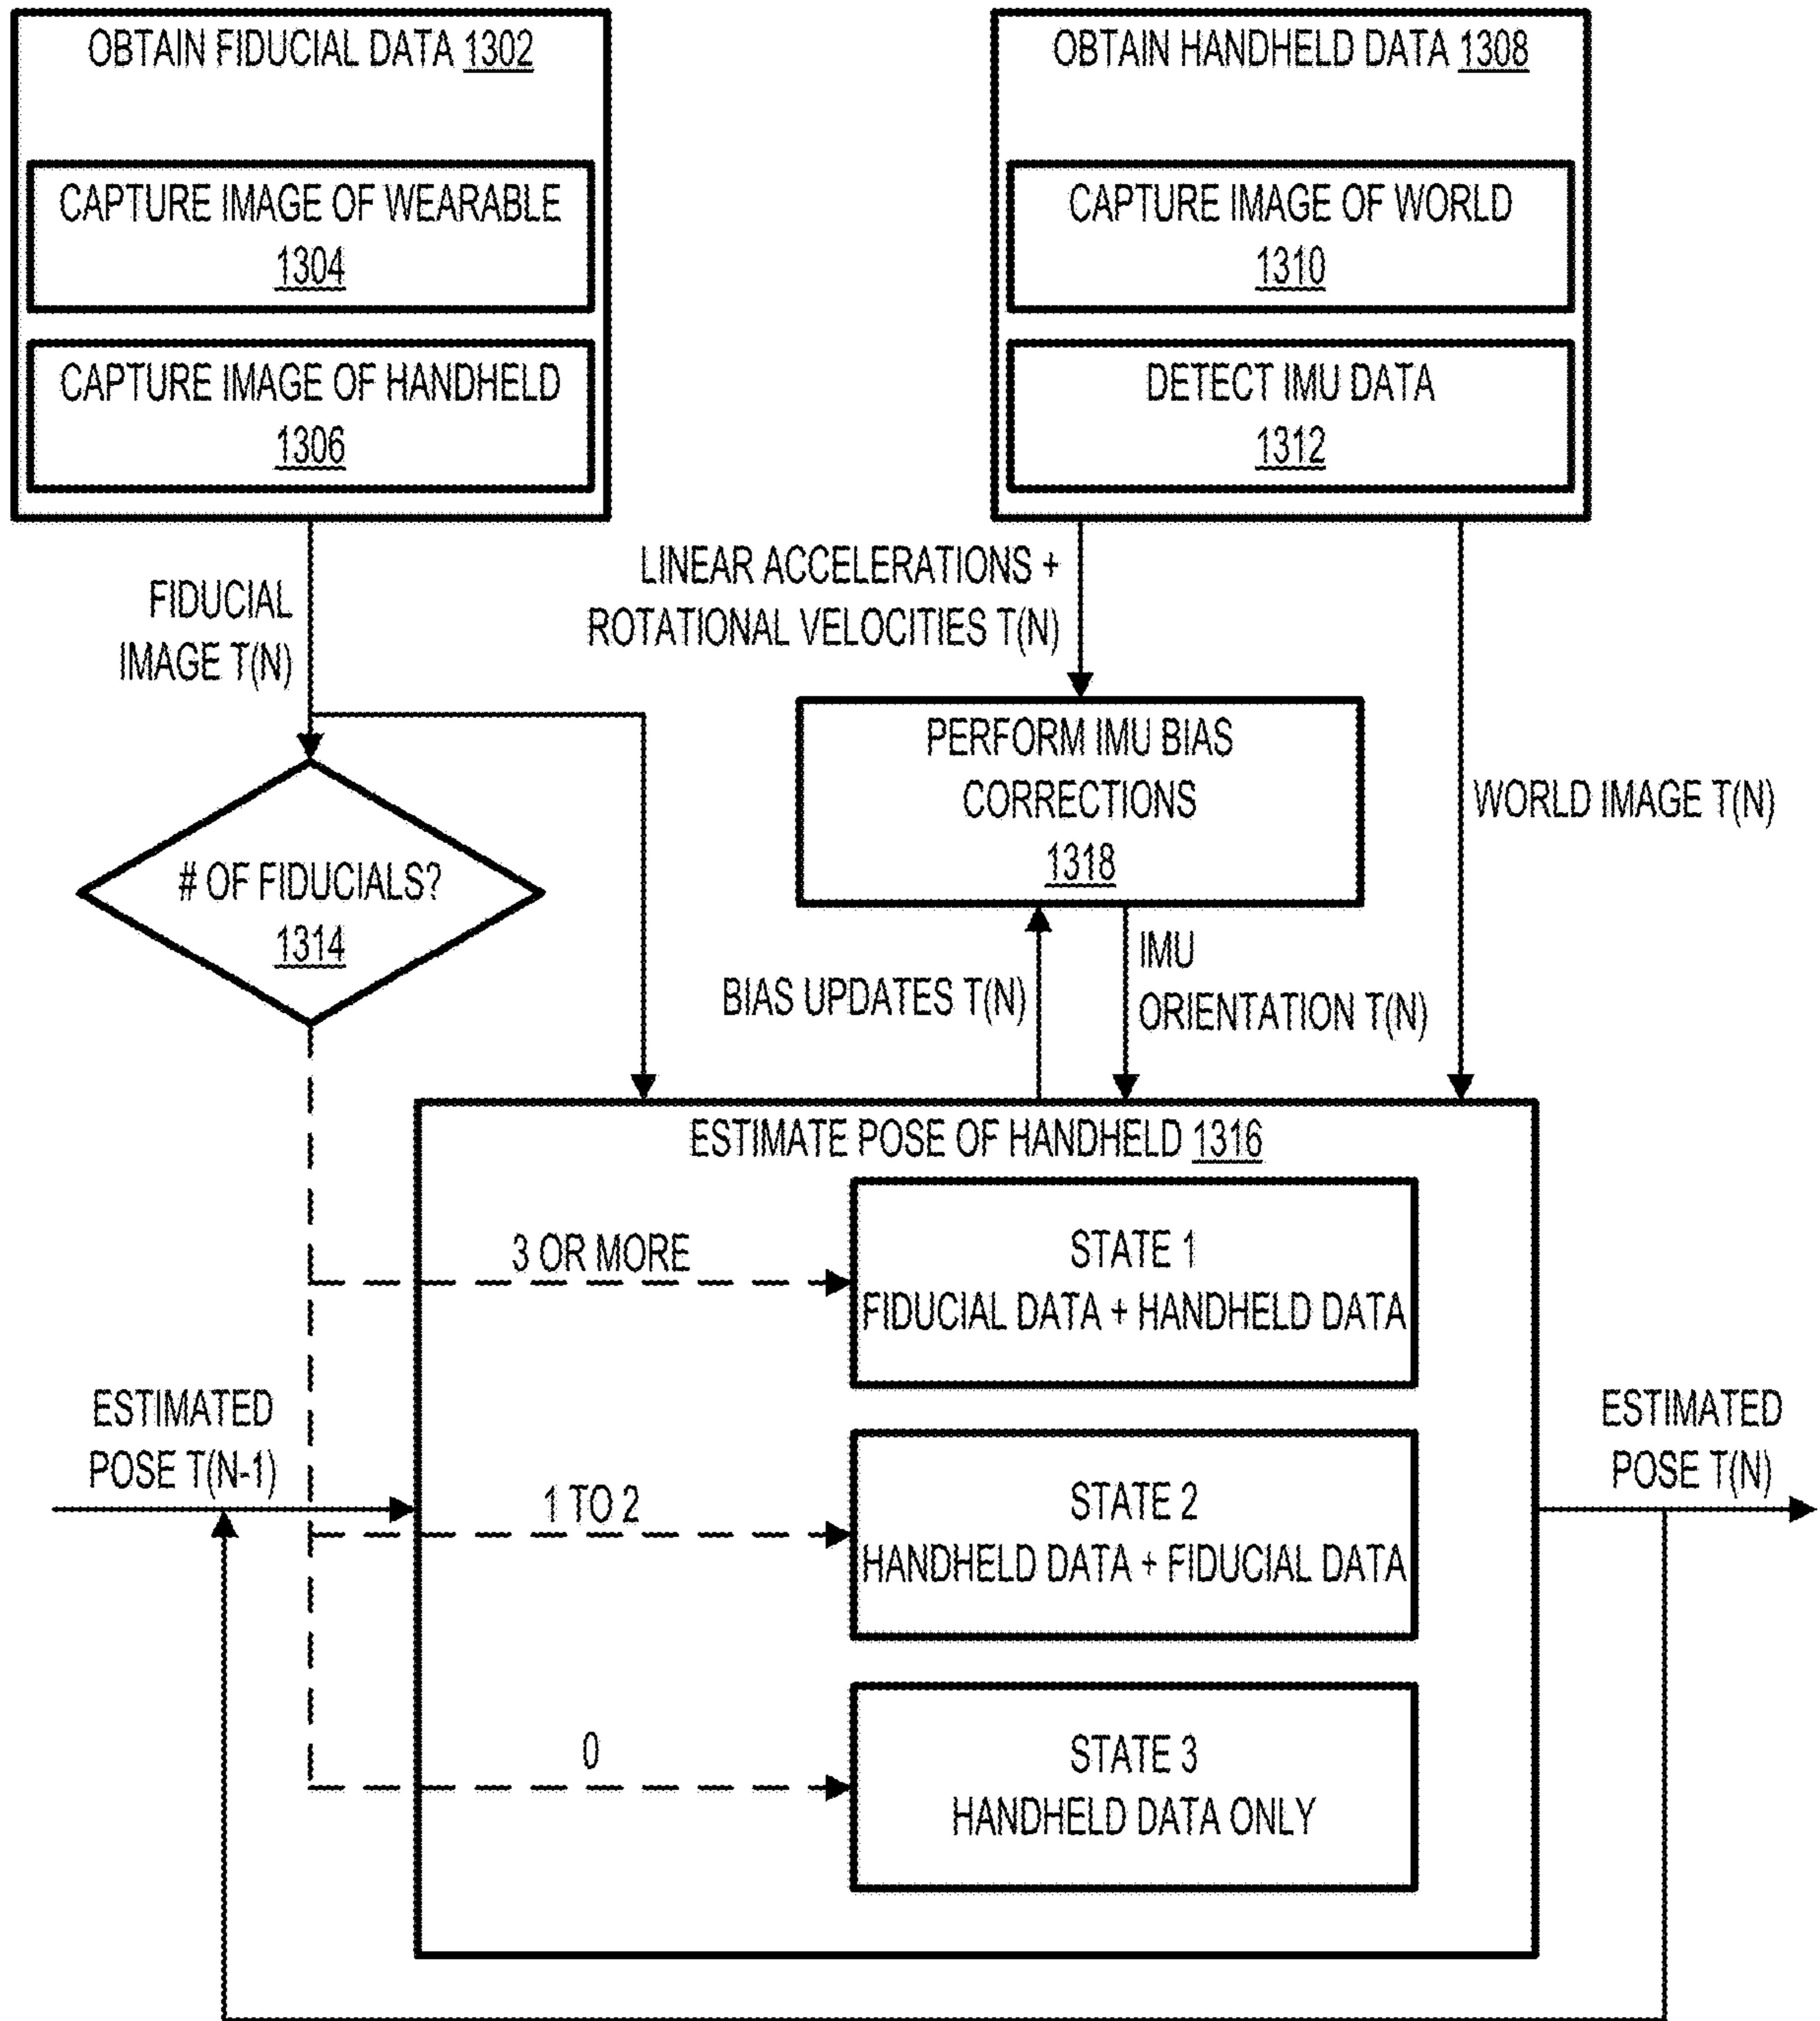 OBTAIN FIDUCIAL DATA 1302
CAPTURE IMAGE OF WEARABLE
1304
CAPTURE IMAGE OF HANDHELD
1306
OBTAIN HANDHELD DATA 1308
CAPTURE IMAGE OF WORLD
1310
DETECT IMU DATA
1312
FIDUCIAL
IMAGE T(N)
LINEAR ACCELERATIONS +
ROTATIONAL VELOCITIES T(N)
PERFORM IMU BIAS
CORRECTIONS
1318
WORLD IMAGE T(N)
# OF FIDUCIALS?
1314
BIAS UPDATES T(N)
IMU
ORIENTATION T(N)
ESTIMATE POSE OF HANDHELD 1316
3 OR MORE
STATE 1
FIDUCIAL DATA + HANDHELD DATA
ESTIMATED
POSE T(N-1)
1 TO 2
STATE 2
HANDHELD DATA + FIDUCIAL DATA
ESTIMATED
POSE T(N)
0
STATE 3
HANDHELD DATA ONLY